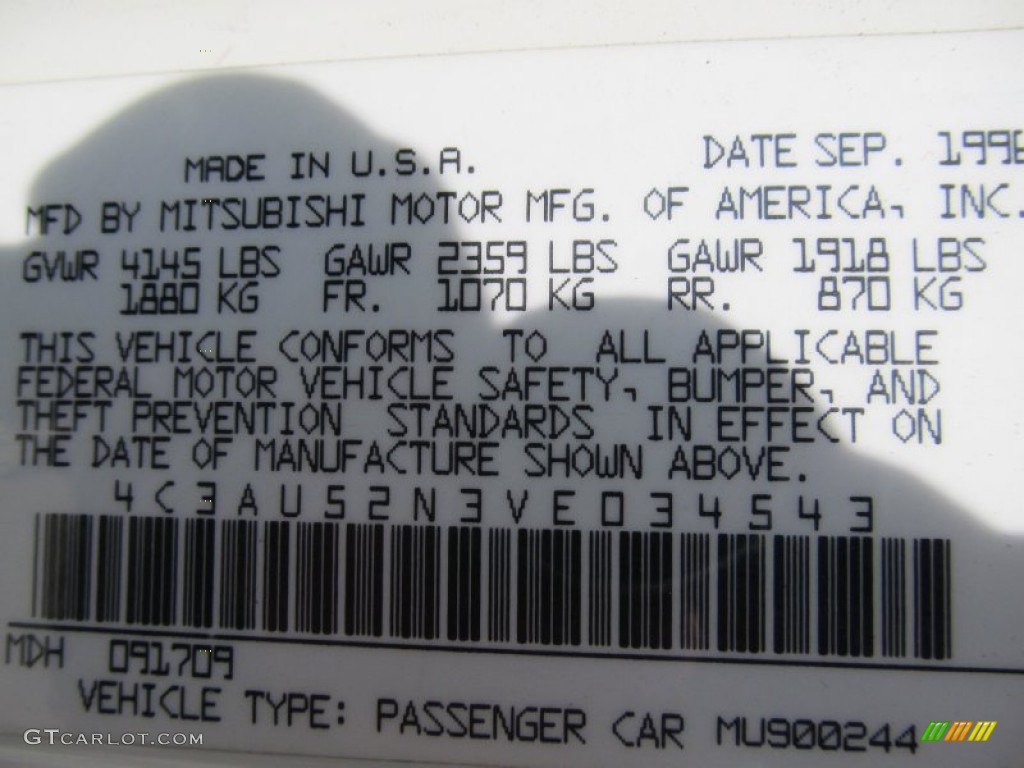 MADE IN U.S.A. DATE SEP. 1996
MFD BY MITSUBISHI MOTOR MFG. OF AMERICA, INC.
GVWR 4145 LBS GAWR 2359 LBS GAWR 1918 LBS
1880 KG FR. 1070 KG RR. 870 KG
THIS VEHICLE CONFORMS TO ALL APPLICABLE
FEDERAL MOTOR VEHICLE SAFETY, BUMPER, AND
THEFT PREVENTION STANDARDS IN EFFECT ON
THE DATE OF MANUFACTURE SHOWN ABOVE.
4C3AU52N3VE034543
MDH 091709
VEHICLE TYPE: PASSENGER CAR MU900244
GTCARLOT.COM